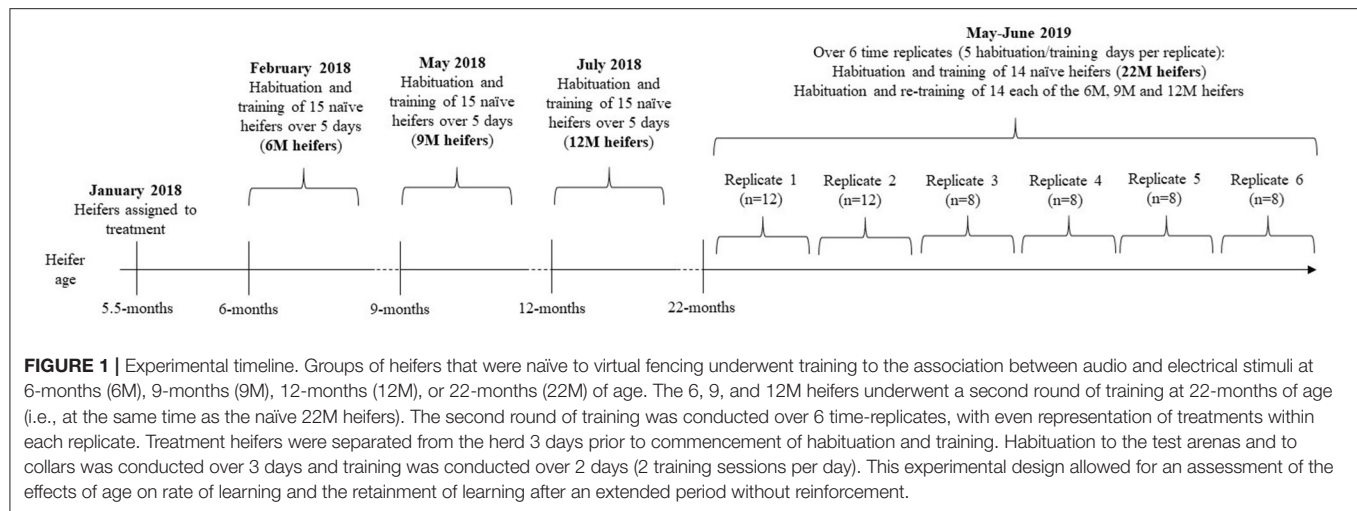 May-June 2019
Over 6 time replicates (5 habituation/training days per replicate):
Habituation and training of 14 naïve heifers (22M heifers)
Habituation and re-training of 14 each of the 6M, 9M and 12M heifers
February 2018
Habituation and
training of 15 naïve
heifers over 5 days
(6M heifers)
May 2018
Habituation and
training of 15 naïve
heifers over 5 days
(9M heifers)
July 2018
Habituation and
training of 15 naïve
heifers over 5 days
(12M heifers)
January 2018
Heifers assigned to
treatment
Replicate 1
(n=12)
Replicate 2
(n=12)
Replicate 3
(n=8)
Replicate 4
(n=8)
Replicate 5
(n=8)
Replicate 6
(n=8)
Heifer
age
5.5-months
6-months
9-months
12-months
22-months
FIGURE 1 | Experimental timeline. Groups of heifers that were naïve to virtual fencing underwent training to the association between audio and electrical stimuli at
6-months (6M), 9-months (9M), 12-months (12M), or 22-months (22M) of age. The 6, 9, and 12M heifers underwent a second round of training at 22-months of age
(i.e., at the same time as the naïve 22M heifers). The second round of training was conducted over 6 time-replicates, with even representation of treatments within
each replicate. Treatment heifers were separated from the herd 3 days prior to commencement of habituation and training. Habituation to the test arenas and to
collars was conducted over 3 days and training was conducted over 2 days (2 training sessions per day). This experimental design allowed for an assessment of the
effects of age on rate of learning and the retainment of learning after an extended period without reinforcement.